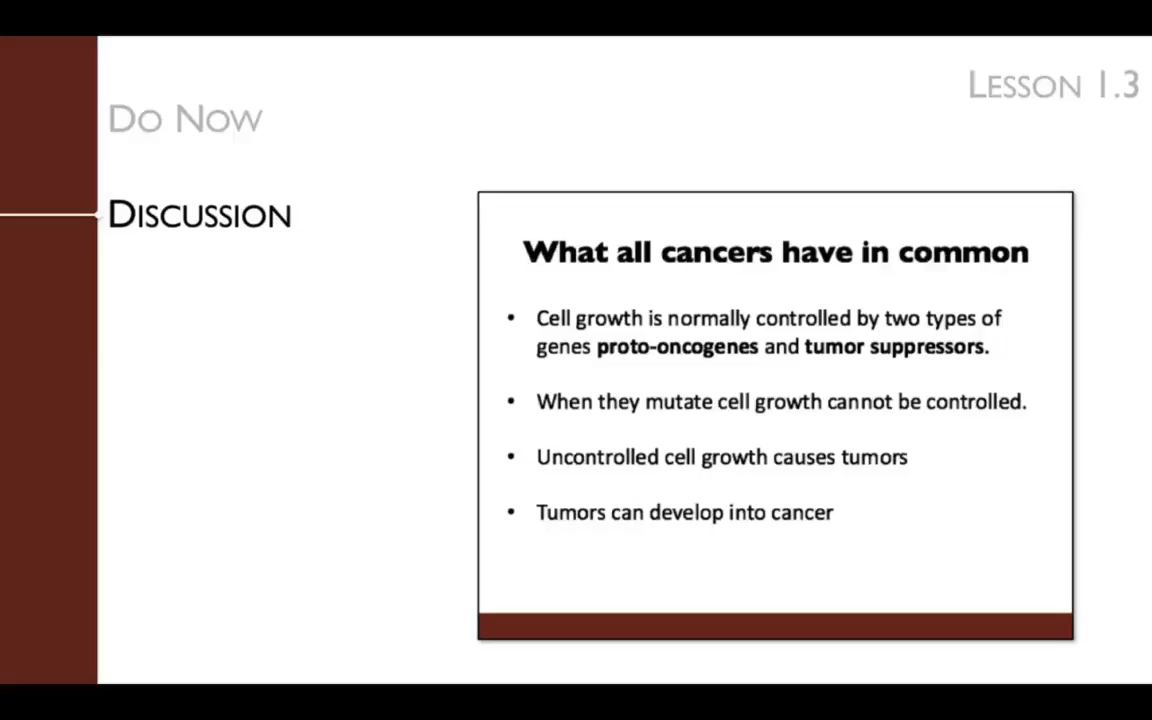 LESSON 1.3
DO NOW
DISCUSSION
What all cancers have in common
• Cell growth is normally controlled by two types of
genes proto-oncogenes and tumor suppressors.
• When they mutate cell growth cannot be controlled.
• Uncontrolled cell growth causes tumors
• Tumors can develop into cancer